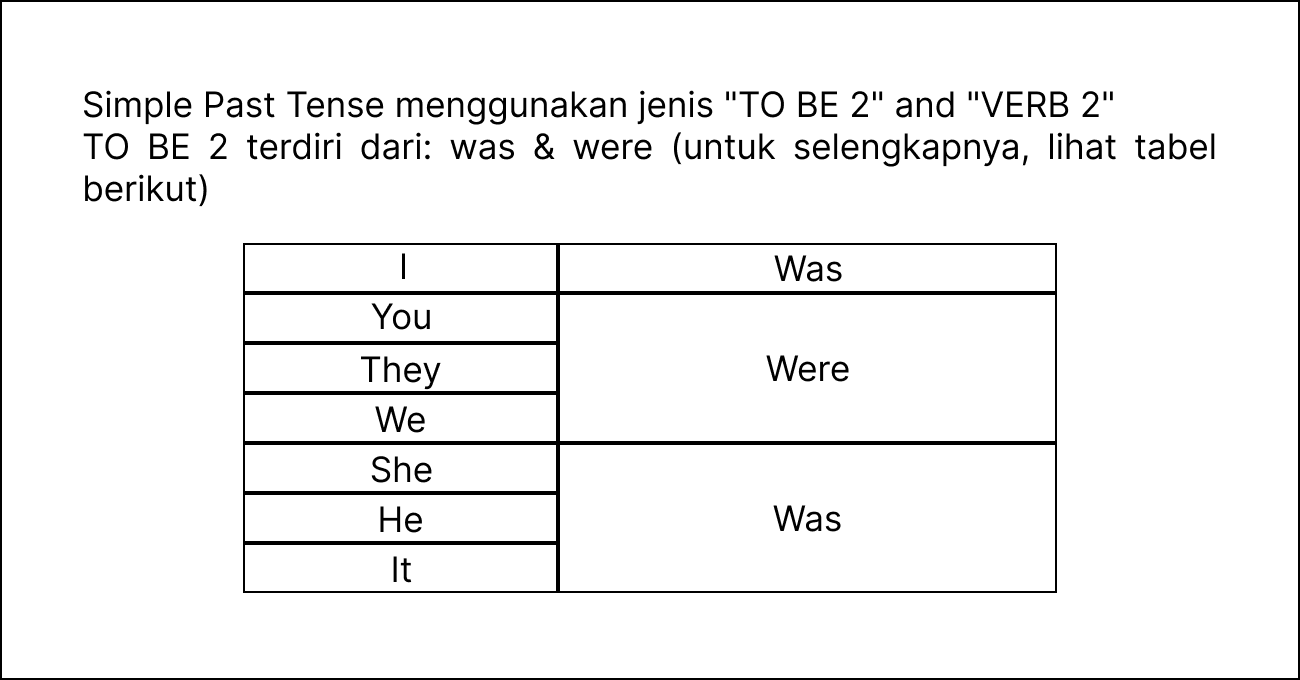 Simple Past Tense menggunakan jenis "TO BE 2" and "VERB 2"
TO BE 2 terdiri dari: was & were (untuk selengkapnya, lihat tabel
berikut)
I Was
You
They Were
We
She
He Was
It